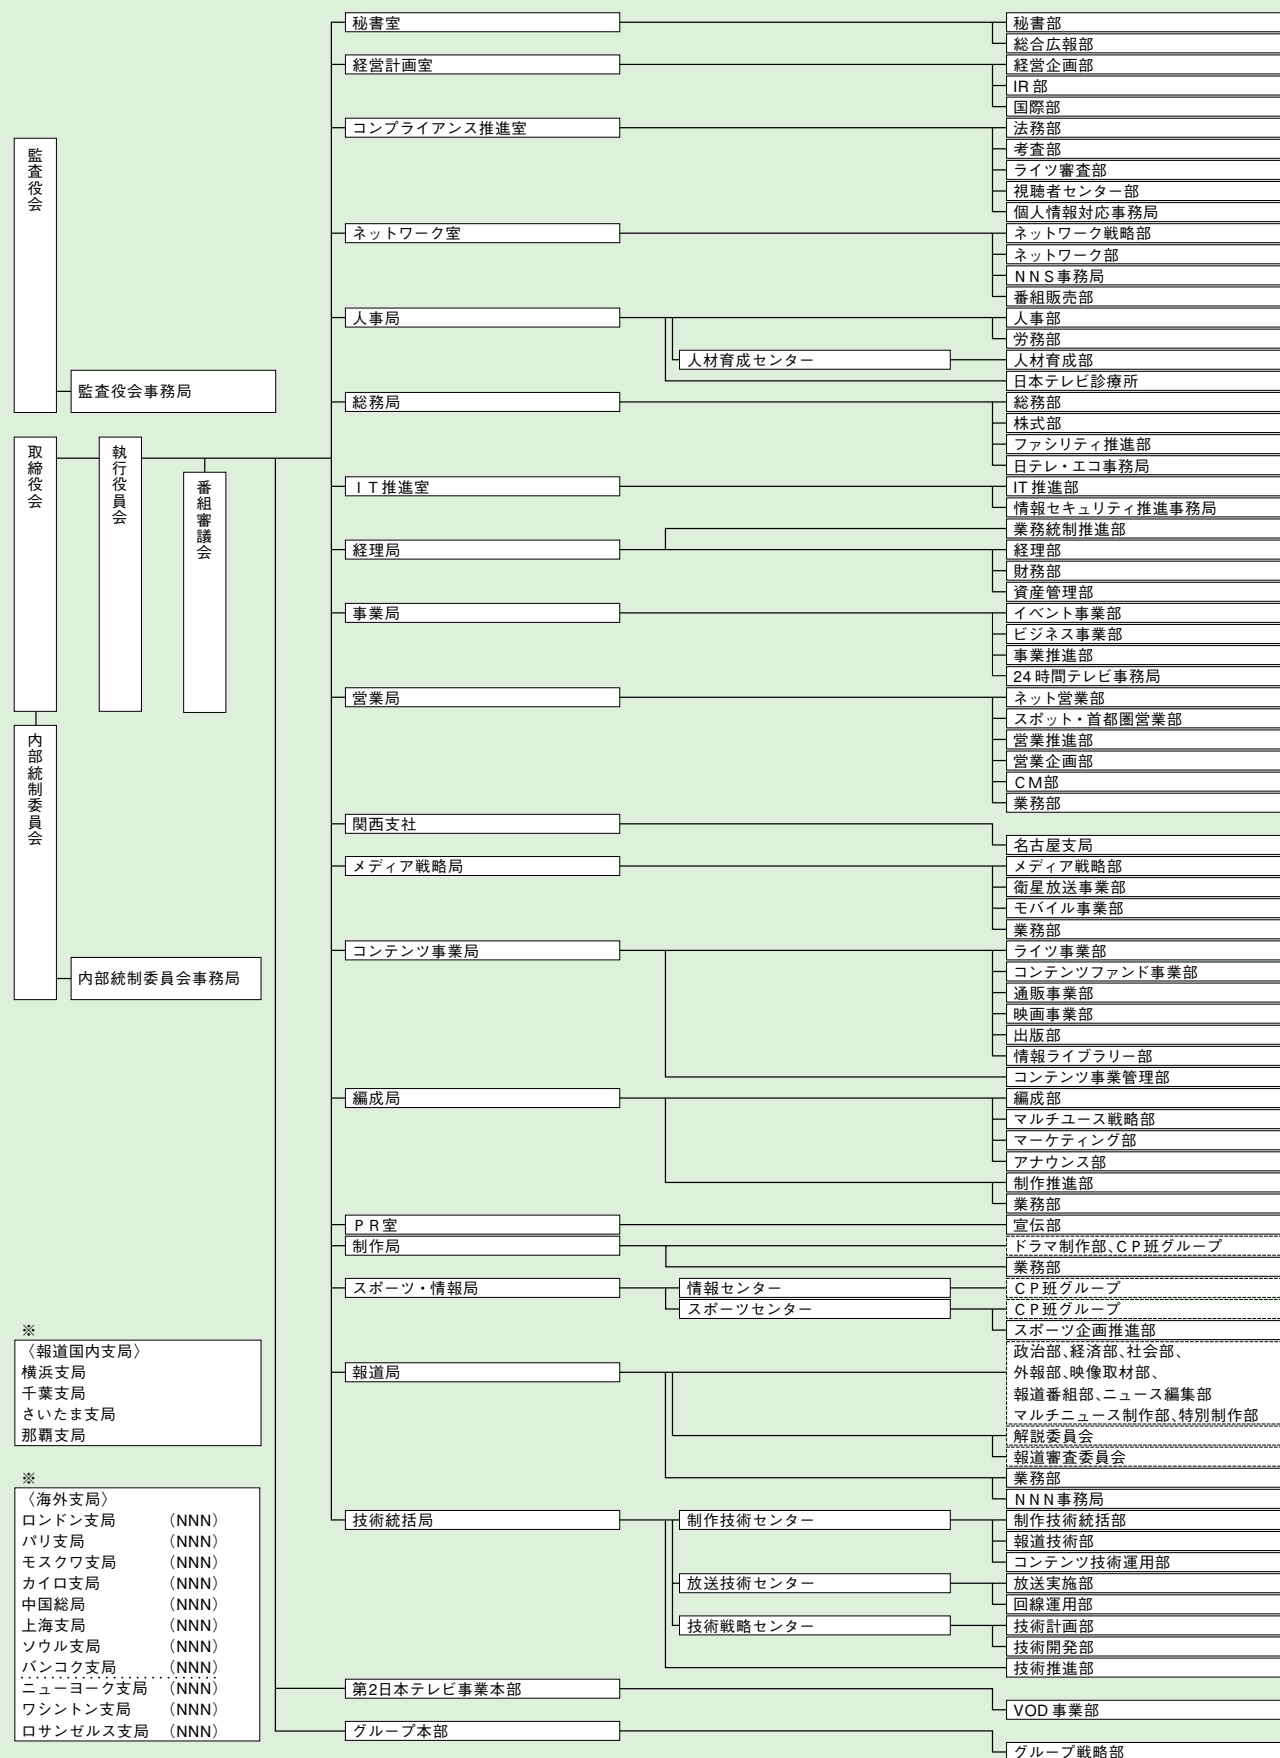 監査役会
監査役会事務局
取締役会
執行役員会
番組審議会
内部統制委員会
内部統制委員会事務局
秘書室
秘書部
総合広報部
経営計画室
経営企画部
IR部
国際部
コンプライアンス推進室
法務部
考査部
ライツ審査部
視聴者センター部
個人情報対応事務局
ネットワーク室
ネットワーク戦略部
ネットワーク部
NNS事務局
番組販売部
人事局
人事部
労務部
人材育成センター
人材育成部
日本テレビ診療所
総務局
総務部
株式部
ファシリティ推進部
日テレ・エコ事務局
IT推進室
IT推進部
情報セキュリティ推進事務局
経理局
業務統制推進部
経理部
財務部
資産管理部
事業局
イベント事業部
ビジネス事業部
事業推進部
24時間テレビ事務局
営業局
ネット営業部
スポット・首都圏営業部
営業推進部
営業企画部
CM部
業務部
関西支社
名古屋支局
メディア戦略局
メディア戦略部
衛星放送事業部
モバイル事業部
業務部
コンテンツ事業局
ライツ事業部
コンテンツファンド事業部
通販事業部
映画事業部
出版部
情報ライブラリー部
コンテンツ事業管理部
編成局
編成部
マルチユース戦略部
マーケティング部
アナウンス部
制作推進部
業務部
PR室
宣伝部
制作局
ドラマ制作部、CP班グループ
業務部
スポーツ・情報局
情報センター
CP班グループ
スポーツセンター
CP班グループ
スポーツ企画推進部
報道局
政治部、経済部、社会部、
外報部、映像取材部、
報道番組部、ニュース編集部
マルチニュース制作部、特別制作部
解説委員会
報道審査委員会
業務部
NNN事務局
技術統括局
制作技術センター
制作技術統括部
報道技術部
コンテンツ技術運用部
放送技術センター
放送実施部
回線運用部
技術戦略センター
技術計画部
技術開発部
技術推進部
第2日本テレビ事業本部
VOD事業部
グループ本部
グループ戦略部
※
〈報道国内支局〉
横浜支局
千葉支局
さいたま支局
那覇支局
※
〈海外支局〉
ロンドン支局 （NNN）
パリ支局 （NNN）
モスクワ支局 （NNN）
カイロ支局 （NNN）
中国総局 （NNN）
上海支局 （NNN）
ソウル支局 （NNN）
バンコク支局 （NNN）
ニューヨーク支局 （NNN）
ワシントン支局 （NNN）
ロサンゼルス支局 （NNN）